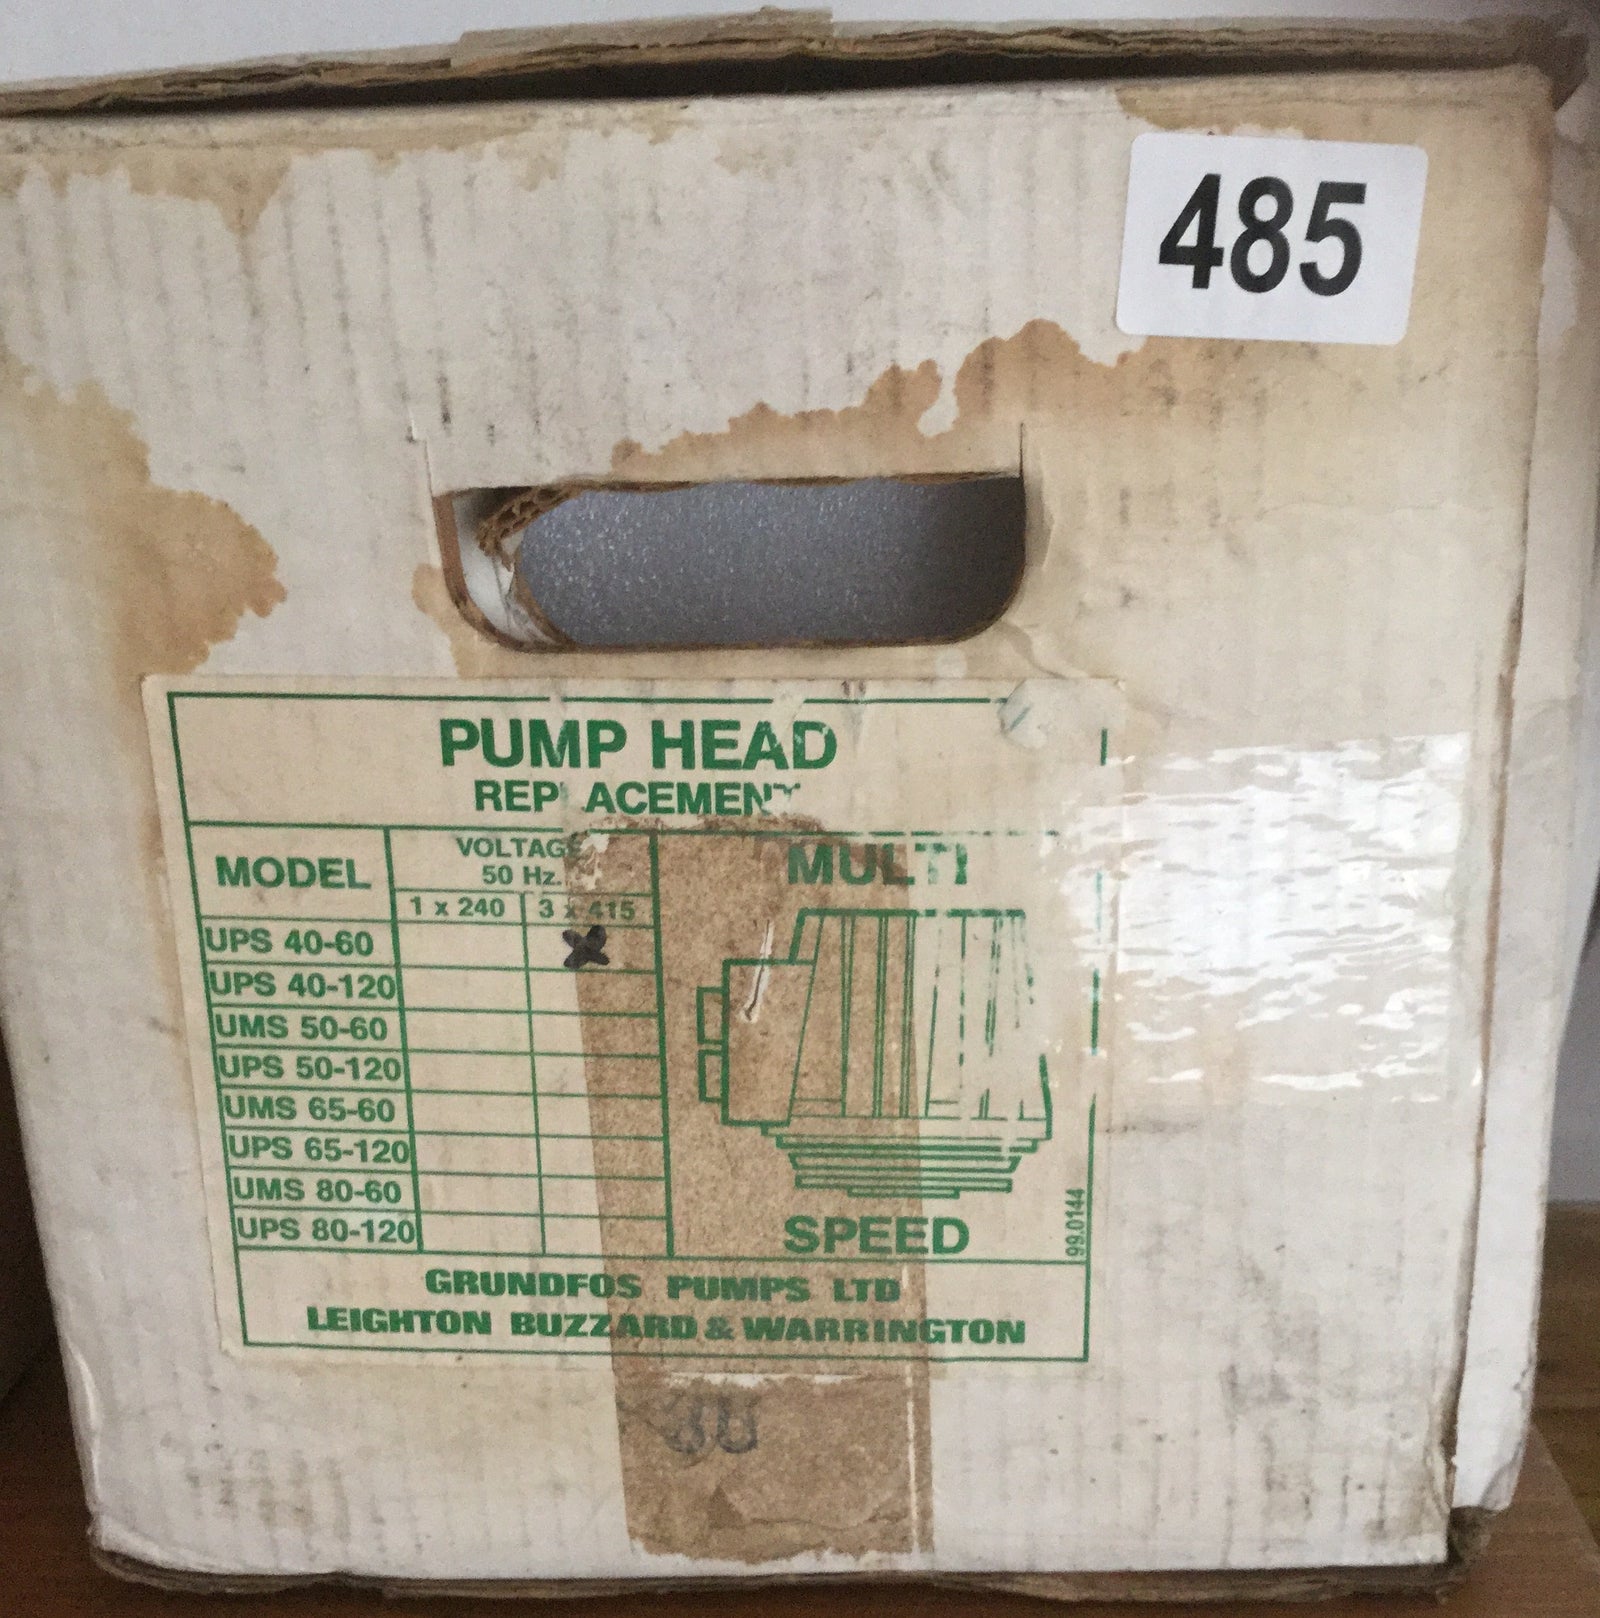 485
PUMP HEAD
REPLACEMENT
MODEL
VOLTAGE
50 Hz.
1 x 240 3 x 415
UPS 40-60
UPS 40-120
UMS 50-60
UPS 50-120
UMS 65-60
UPS 65-120
UMS 80-60
UPS 80-120
MULTI
SPEED
99.0144
GRUNDFOS PUMPS LTD
LEIGHTON BUZZARD & WARRINGTON